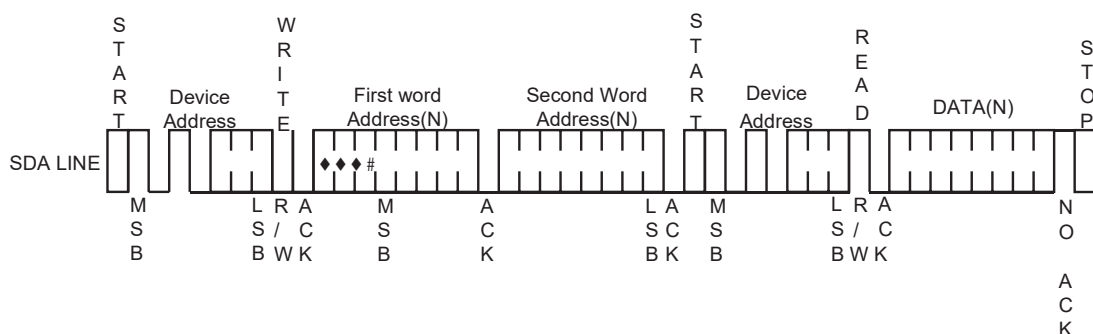 START
WRITE
START
READ
STOP
Device
Address
First word
Address(N)
Second Word
Address(N)
Device
Address
DATA(N)
SDA LINE
♦♦♦#
MSB
LSB
R/W
ACK
MSB
ACK
LSB
ACK
MSB
LSB
R/W
ACK
NO ACK